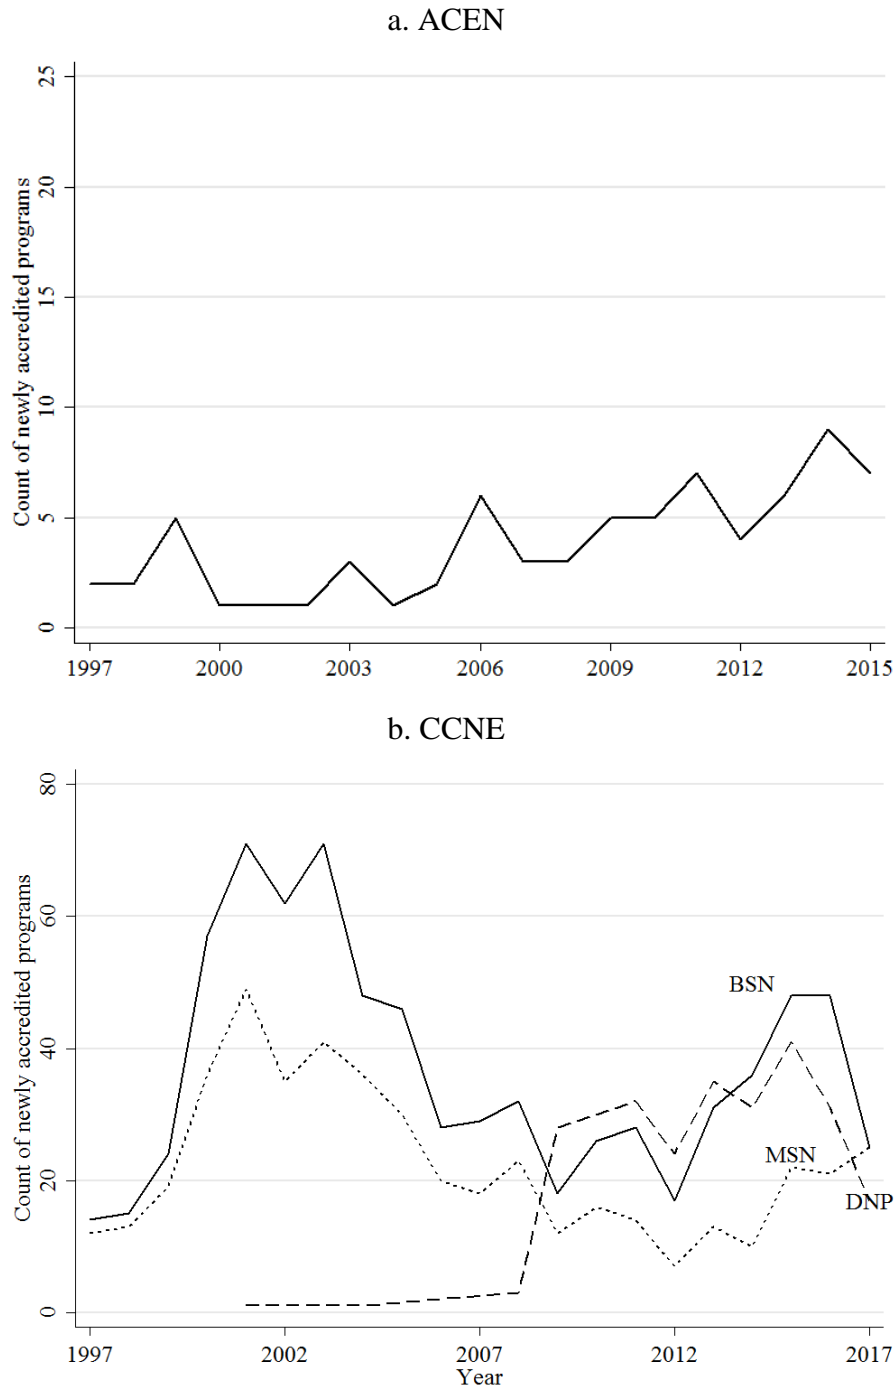 a. ACEN
Count of newly accredited programs
25
20
15
10
5
0
1997 2000 2003 2006 2009 2012 2015
b. CCNE
Count of newly accredited programs
80
60
40
20
0
BSN
MSN
DNP
1997 2002 2007 2012 2017
Year